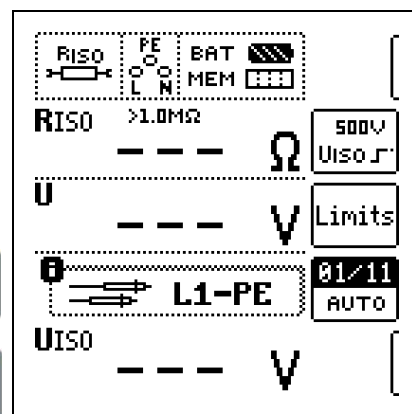 RISO PE BAT
L N MEM
RISO >1.0MΩ 500V
--- Ω UISO
U
--- V Limits
01/11
L1-PE AUTO
UISO
--- V